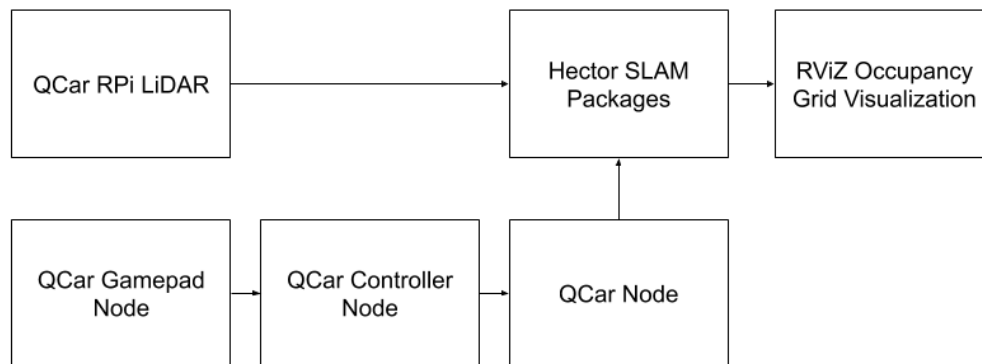 QCar RPi LiDAR
Hector SLAM
Packages
RViZ Occupancy
Grid Visualization
QCar Gamepad
Node
QCar Controller
Node
QCar Node